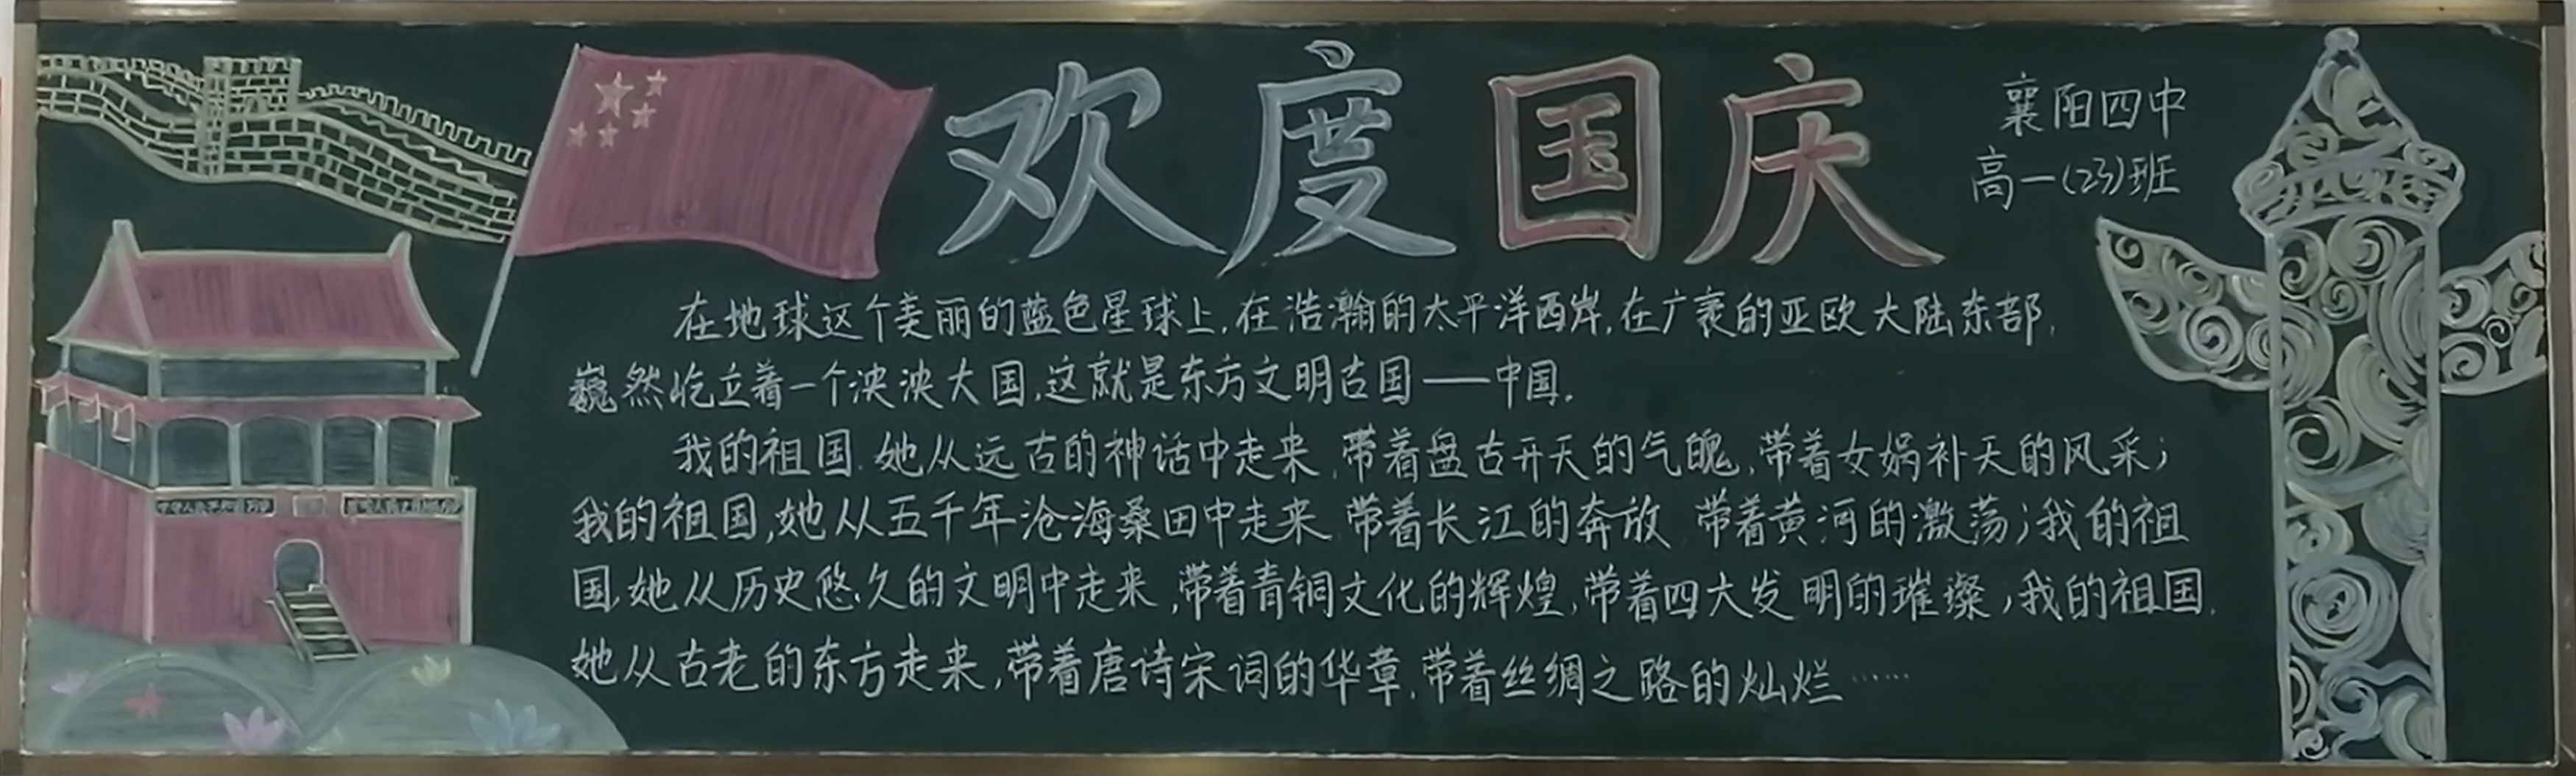 欢度国庆
襄阳四中
高一(23)班
在地球这个美丽的蓝色星球上,在浩瀚的太平洋西岸,在广袤的亚欧大陆东部,
巍然屹立着一个泱泱大国,这就是东方文明古国——中国。
我的祖国,她从远古的神话中走来,带着盘古开天的气魄,带着女娲补天的风采;
我的祖国,她从五千年沧海桑田中走来,带着长江的奔放,带着黄河的激荡;我的祖
国,她从历史悠久的文明中走来,带着青铜文化的辉煌,带着四大发明的璀璨;我的祖国,
她从古老的东方走来,带着唐诗宋词的华章,带着丝绸之路的灿烂……